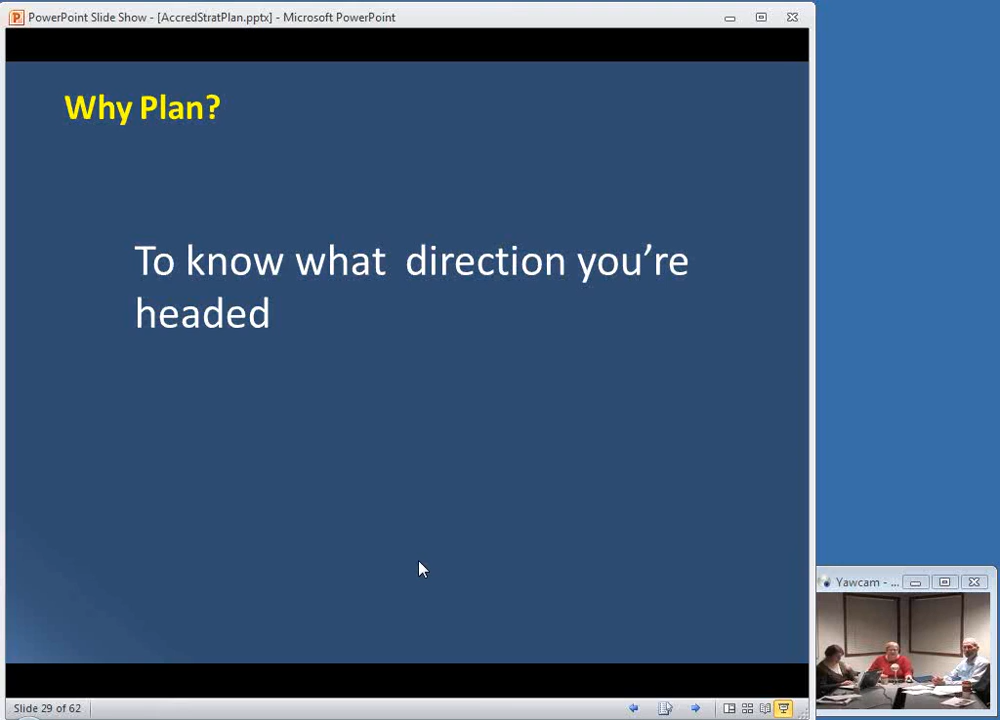 PowerPoint Slide Show - [AccredStratPlan.pptx] - Microsoft PowerPoint
Why Plan?
To know what  direction you’re
headed
Yawcam - ...
Slide 29 of 62